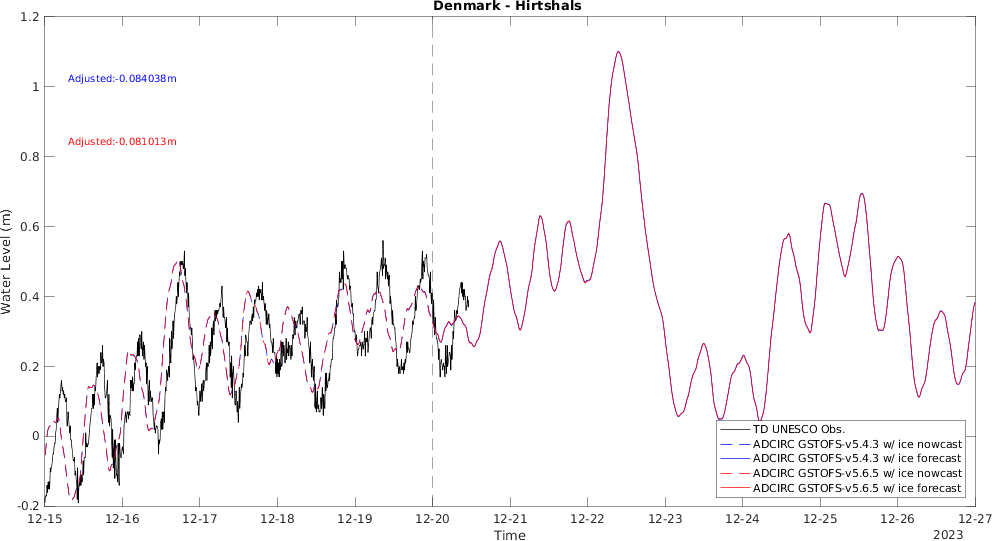 Denmark - Hirtshals
1.2
1
0.8
0.6
0.4
0.2
0
-0.2
Water Level (m)
Adjusted:-0.084038m
Adjusted:-0.081013m
TD UNESCO Obs.
ADCIRC GSTOFS-v5.4.3 w/ ice nowcast
ADCIRC GSTOFS-v5.4.3 w/ ice forecast
ADCIRC GSTOFS-v5.6.5 w/ ice nowcast
ADCIRC GSTOFS-v5.6.5 w/ ice forecast
12-15 12-16 12-17 12-18 12-19 12-20 12-21 12-22 12-23 12-24 12-25 12-26 12-27
Time
2023